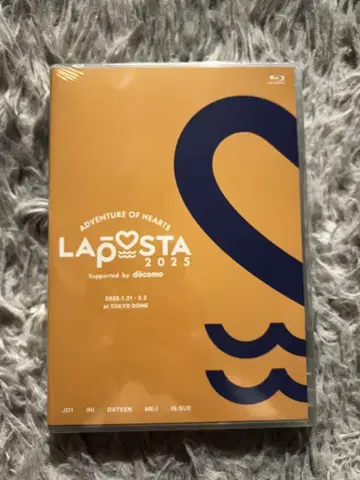 ADVENTURE OF HEARTS
LAPOSTA
2025
Supported by döcomo
2025.1.31 - 2.2
at TOKYO DOME
JO1 INI DXTEEN ME:I IS:SUE